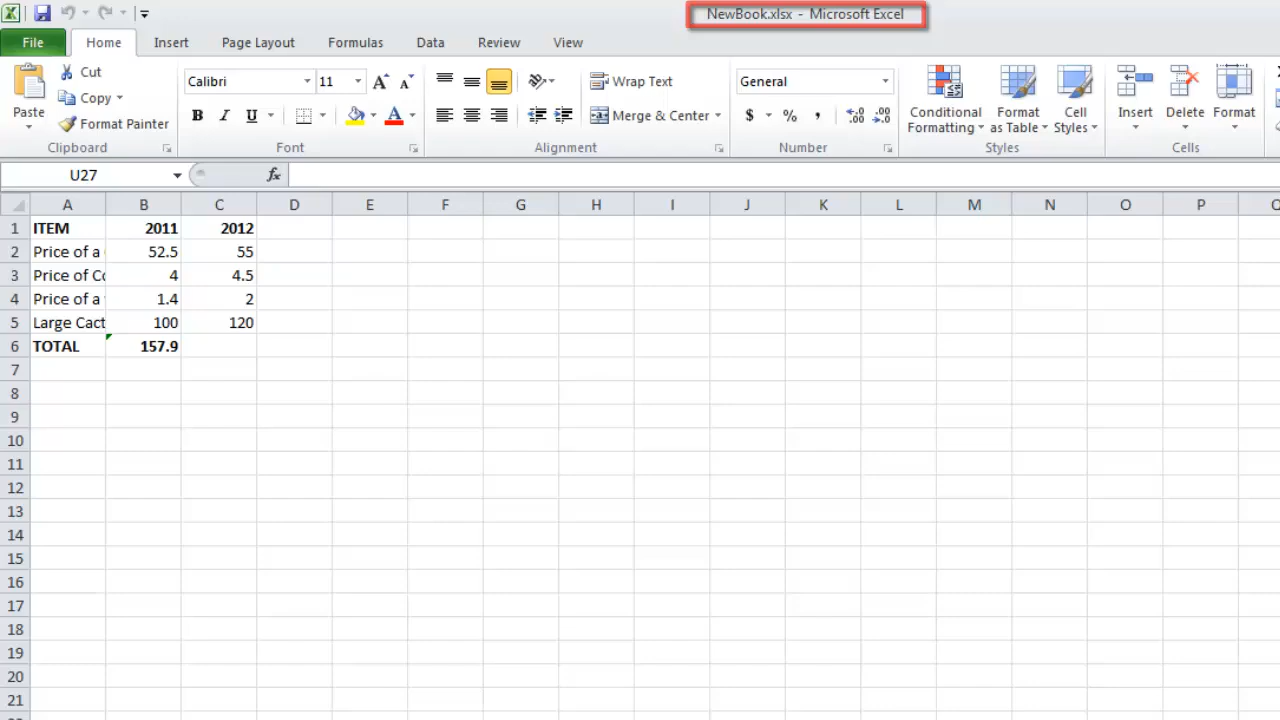 NewBook.xlsx - Microsoft Excel
File Home Insert Page Layout Formulas Data Review View
Paste Cut Copy Format Painter Clipboard
Calibri 11 B I U A A A Font
Wrap Text Merge & Center Alignment
General $ % , .00 .00 Number
Conditional Formatting Format as Table Cell Styles Styles
Insert Delete Format Cells
U27 fx
A B C D E F G H I J K L M N O P
1 ITEM 2011 2012
2 Price of a 52.5 55
3 Price of 4 4.5
4 Price of a 1.4 2
5 Large 100 120
6 TOTAL 157.9
7
8
9
10
11
12
13
14
15
16
17
18
19
20
21